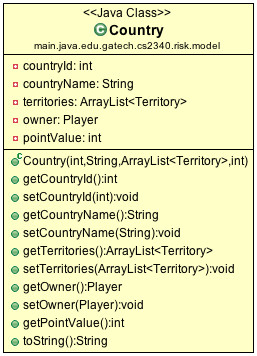 <<Java Class>>
Country
main.java.edu.gatech.cs2340.risk.model
countryId: int
countryName: String
territories: ArrayList<Territory>
owner: Player
pointValue: int
Country(int,String,ArrayList<Territory>,int)
getCountryId():int
setCountryId(int):void
getCountryName():String
setCountryName(String):void
getTerritories():ArrayList<Territory>
setTerritories(ArrayList<Territory>):void
getOwner():Player
setOwner(Player):void
getPointValue():int
toString():String